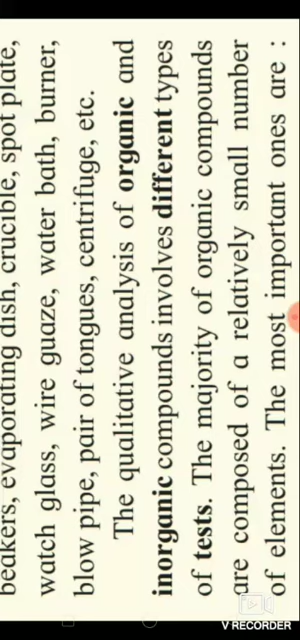 beakers, evaporating dish, crucible, spot plate,
watch glass, wire guaze, water bath, burner,
blow pipe, pair of tongues, centrifuge, etc.
The qualitative analysis of organic and
inorganic compounds involves different types
of tests. The majority of organic compounds
are composed of a relatively small number
of elements. The most important ones are :
V RECORDER